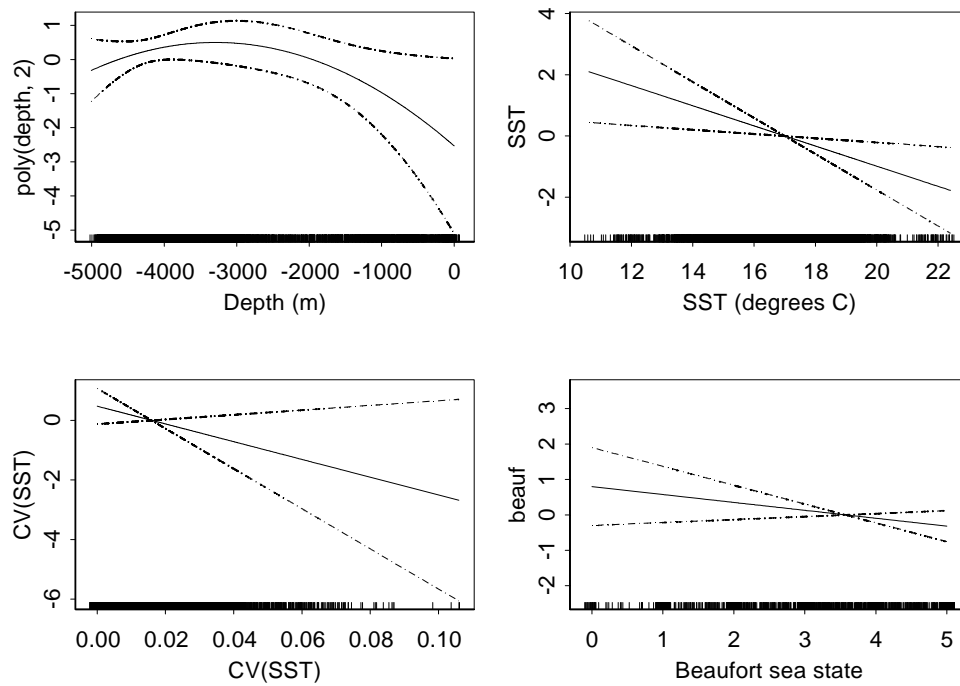 poly(depth, 2)
1
0
-1
-2
-3
-4
-5
-5000 -4000 -3000 -2000 -1000 0
Depth (m)
SST
4
2
0
-2
10 12 14 16 18 20 22
SST (degrees C)
CV(SST)
0
-2
-4
-6
0.00 0.02 0.04 0.06 0.08 0.10
CV(SST)
beauf
3
2
1
0
-1
-2
0 1 2 3 4 5
Beaufort sea state